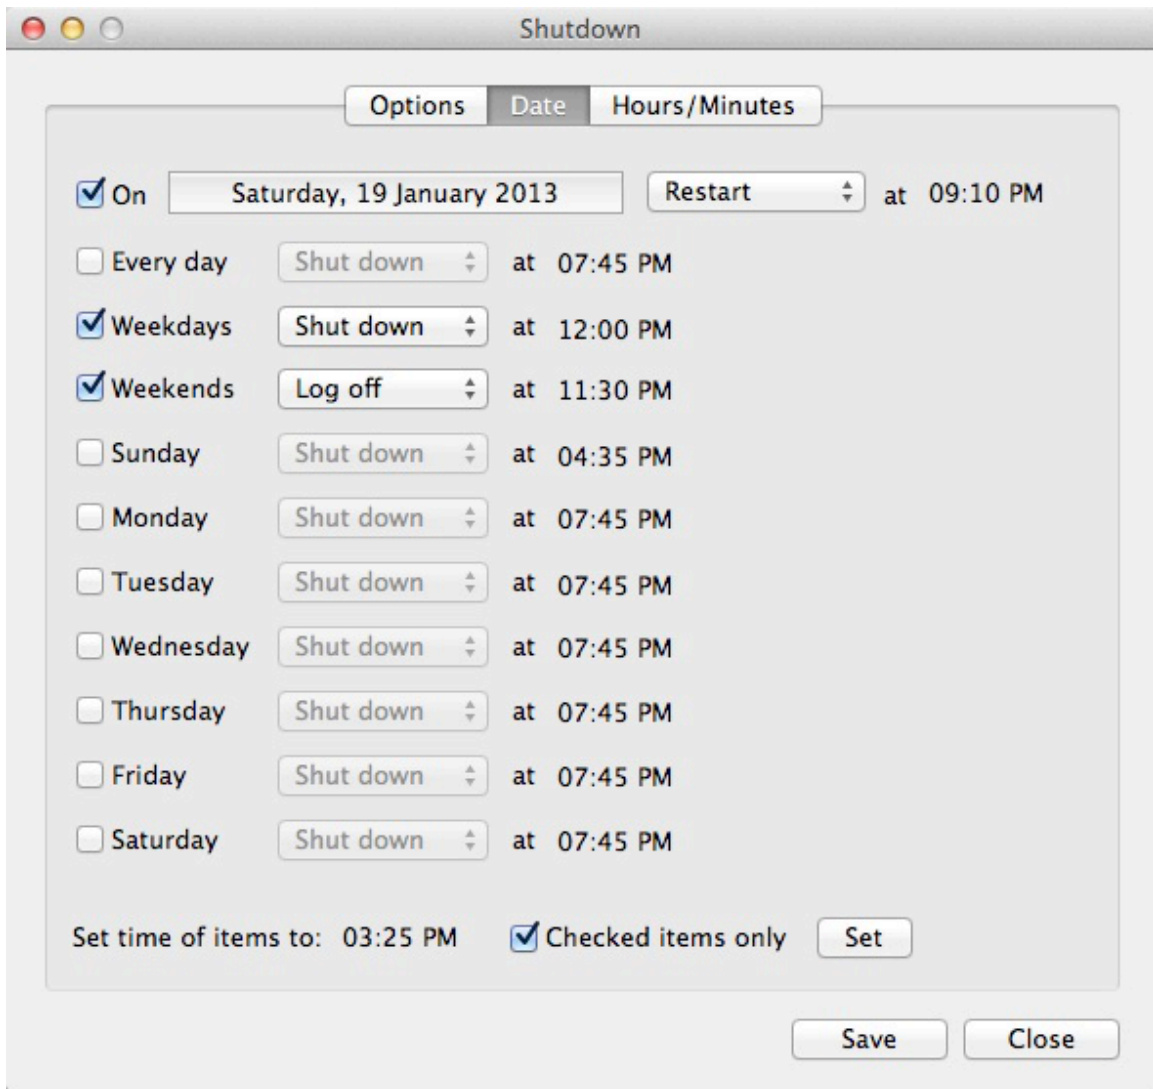 Shutdown
Options Date Hours/Minutes
On Saturday, 19 January 2013 Restart at 09:10 PM
Every day Shut down at 07:45 PM
Weekdays Shut down at 12:00 PM
Weekends Log off at 11:30 PM
Sunday Shut down at 04:35 PM
Monday Shut down at 07:45 PM
Tuesday Shut down at 07:45 PM
Wednesday Shut down at 07:45 PM
Thursday Shut down at 07:45 PM
Friday Shut down at 07:45 PM
Saturday Shut down at 07:45 PM
Set time of items to: 03:25 PM Checked items only Set
Save Close